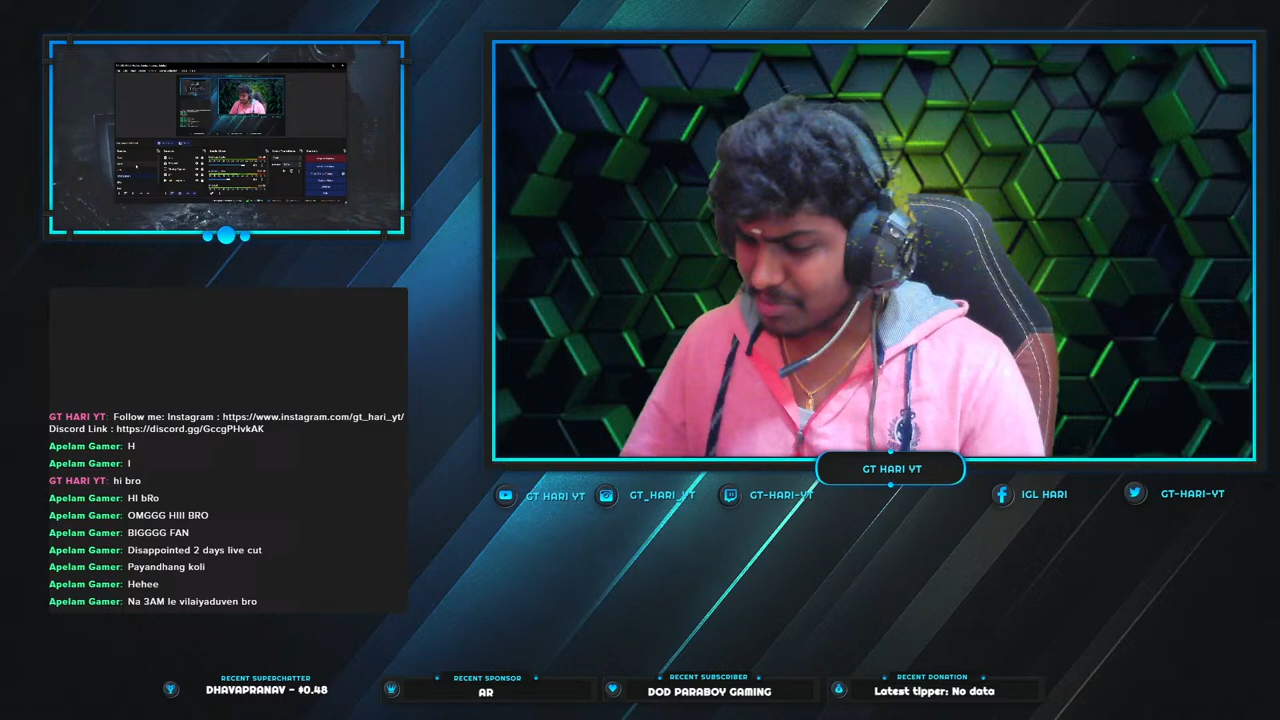 GT HARI YT: Follow me: Instagram : https://www.instagram.com/gt_hari_yt/
Discord Link : https://discord.gg/GccgPHvkAK
Apelam Gamer: H
Apelam Gamer: I
GT HARI YT: hi bro
Apelam Gamer: HI bRo
Apelam Gamer: OMGGG HIII BRO
Apelam Gamer: BIGGGG FAN
Apelam Gamer: Disappointed 2 days live cut
Apelam Gamer: Payandhang koli
Apelam Gamer: Hehee
Apelam Gamer: Na 3AM le vilaiyaduven bro
GT HARI YT
GT HARI YT GT_HARI_YT GT-HARI-YT IGL HARI GT-HARI-YT
RECENT SUPERCHATTER
DHAVAPRANAV - $0.48
RECENT SPONSOR
AR
RECENT SUBSCRIBER
DOD PARABOY GAMING
RECENT DONATION
Latest tipper: No data